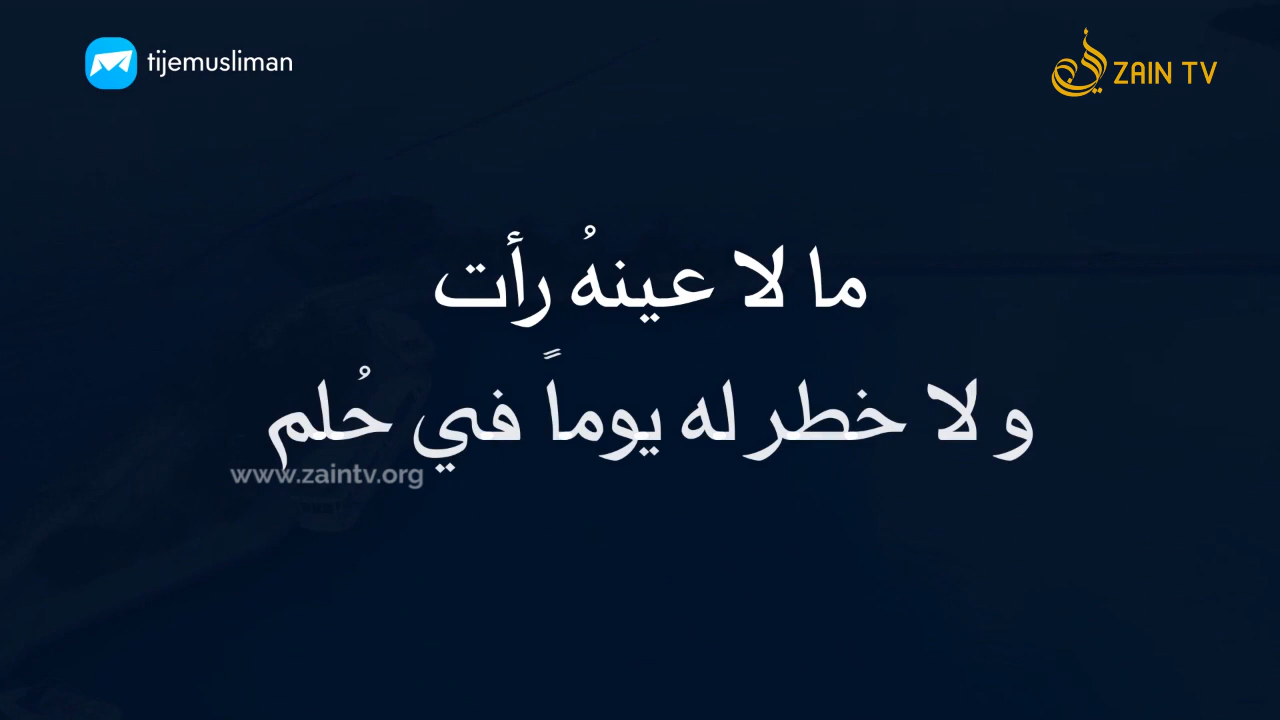 tijemusliman
ZAIN TV
ما لا عينهُ رأت
و لا خطر له يوماً في حُلم
www.zaintv.org